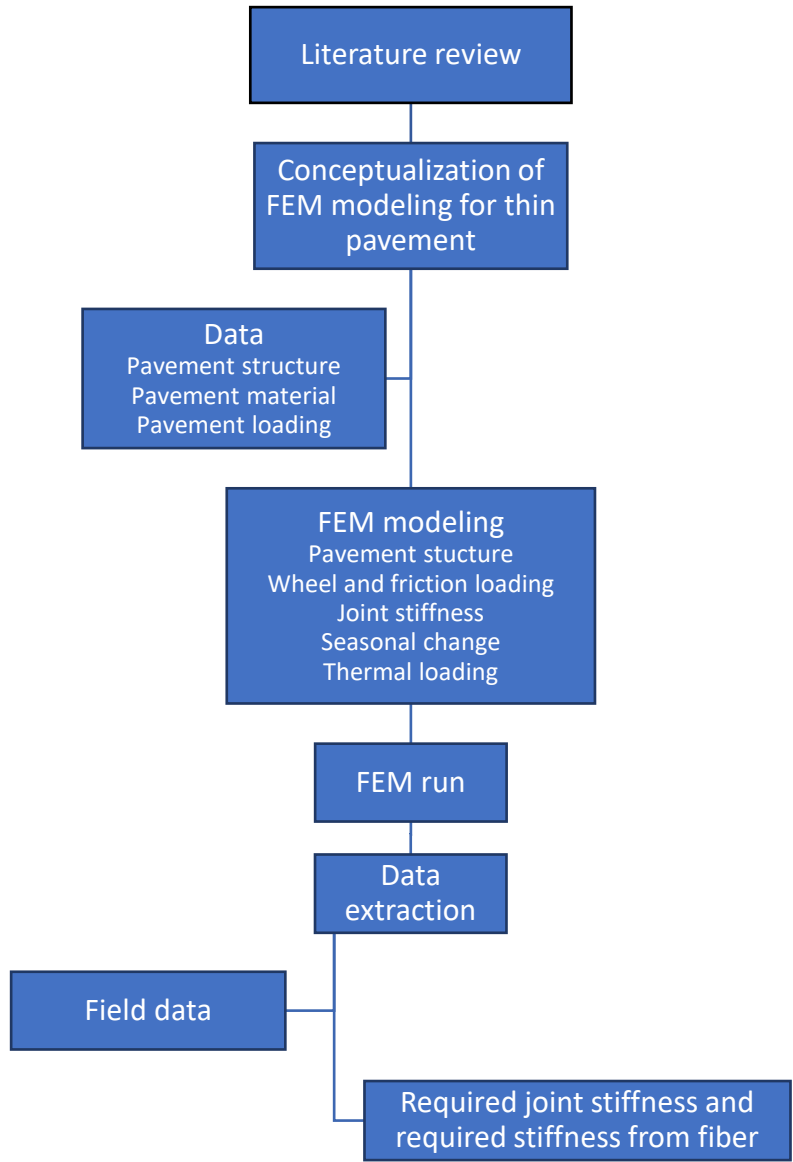 Literature review
Conceptualization of
FEM modeling for thin
pavement
Data
Pavement structure
Pavement material
Pavement loading
FEM modeling
Pavement stucture
Wheel and friction loading
Joint stiffness
Seasonal change
Thermal loading
FEM run
Data
extraction
Field data
Required joint stiffness and
required stiffness from fiber